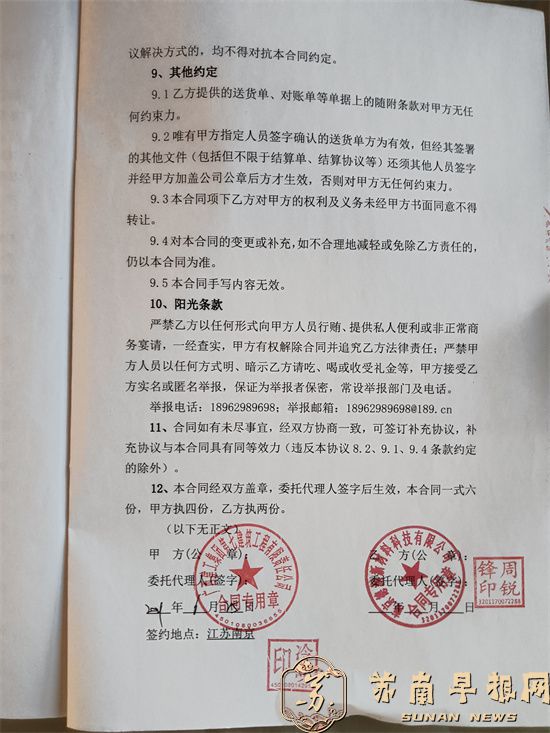 议解决方式的，均不得对抗本合同约定。
9、其他约定
9.1 乙方提供的送货单、对账单等单据上的随附条款对甲方无任
何约束力。
9.2 唯有甲方指定人员签字确认的送货单方为有效，但经其签署
的其他文件（包括但不限于结算单、结算协议等）还须其他人员签字
并经甲方加盖公司公章后方才生效，否则对甲方无任何约束力。
9.3 本合同项下乙方对甲方的权利及义务未经甲方书面同意不得
转让。
9.4 对本合同的变更或补充，如不合理地减轻或免除乙方责任的，
仍以本合同为准。
9.5 本合同手写内容无效。
10、阳光条款
严禁乙方以任何形式向甲方人员行贿、提供私人便利或非正常商
务宴请，一经查实，甲方有权解除合同并追究乙方法律责任；严禁甲
方人员以任何方式明、暗示乙方请吃、喝或收受礼金等，甲方接受乙
方实名或匿名举报，保证为举报者保密，常设举报部门及电话。
举报电话：18962989698；举报邮箱：18962989698@189.cn
11、合同如有未尽事宜，经双方协商一致，可签订补充协议，补
充协议与本合同具有同等效力（违反本协议 8.2、9.1、9.4 条款约定
的除外）。
12、本合同经双方盖章，委托代理人签字后生效，本合同一式六
份，甲方执四份，乙方执两份。
（以下无正文）
甲 方(公 章)： 乙 方(公 章)：
委托代理人(签字)： 委托代理人(签字)：
年 月 日 年 月 日
签约地点：江苏南京
合同专用章
合同专用章
周锐锋印
3201170072288
印
苏南早报网
SUNAN NEWS